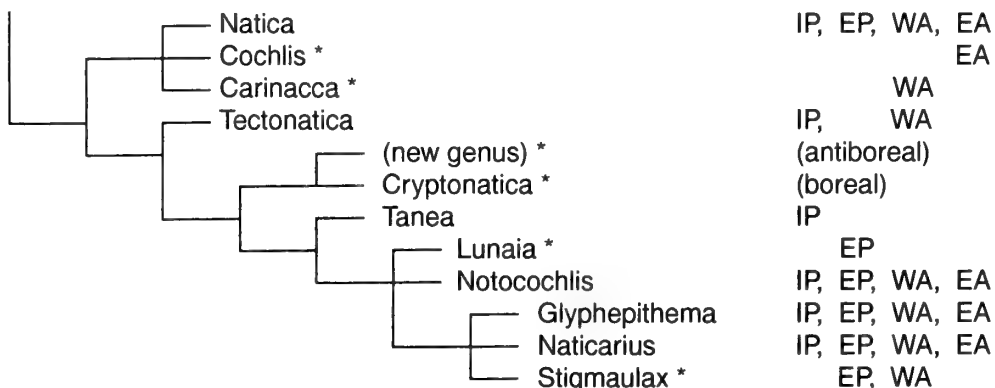 Natica IP, EP, WA, EA
Cochlis * EA
Carinacca * WA
Tectonatica IP, WA
(new genus) * (antiboreal)
Cryptonatica * (boreal)
Tanea IP
Lunaia * EP
Notocochlis IP, EP, WA, EA
Glyphepithema IP, EP, WA, EA
Naticarius IP, EP, WA, EA
Stigmaulax * EP, WA